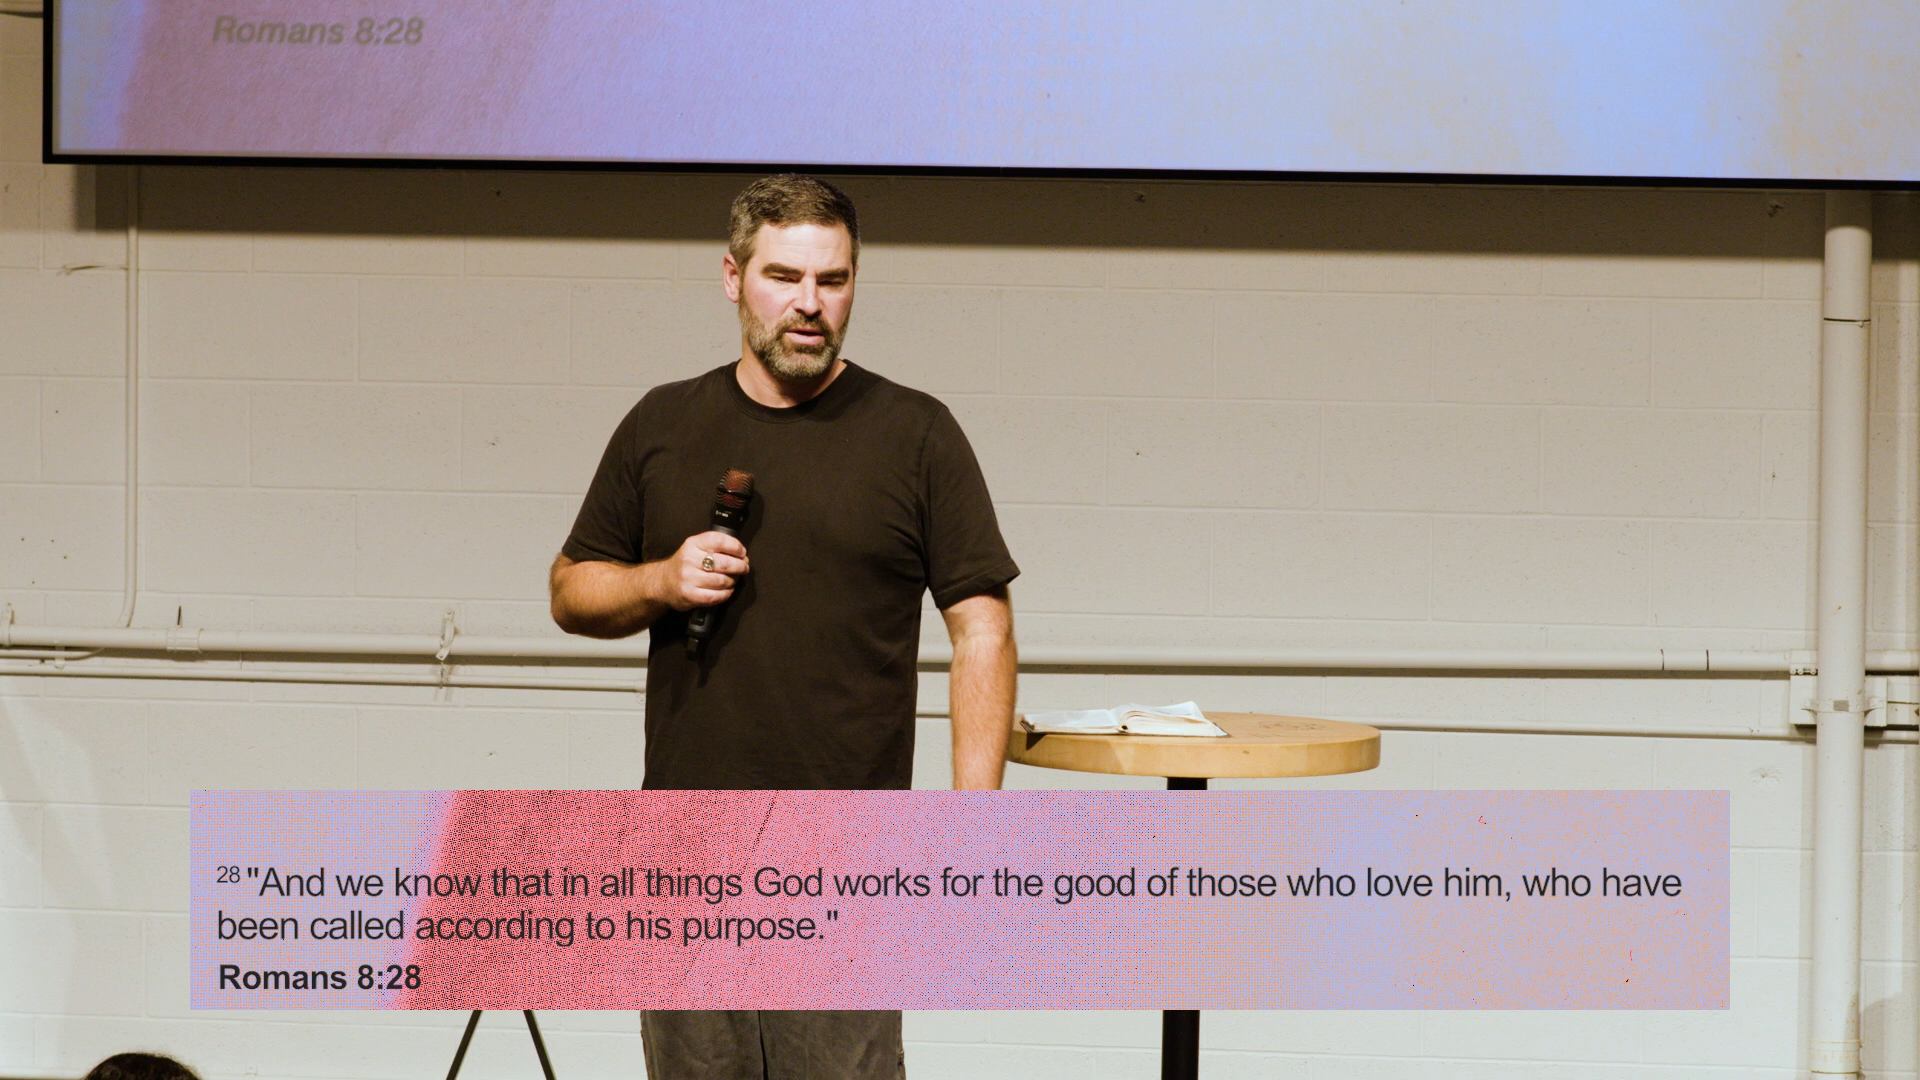 Romans 8:28
28 "And we know that in all things God works for the good of those who love him, who have
been called according to his purpose."
Romans 8:28